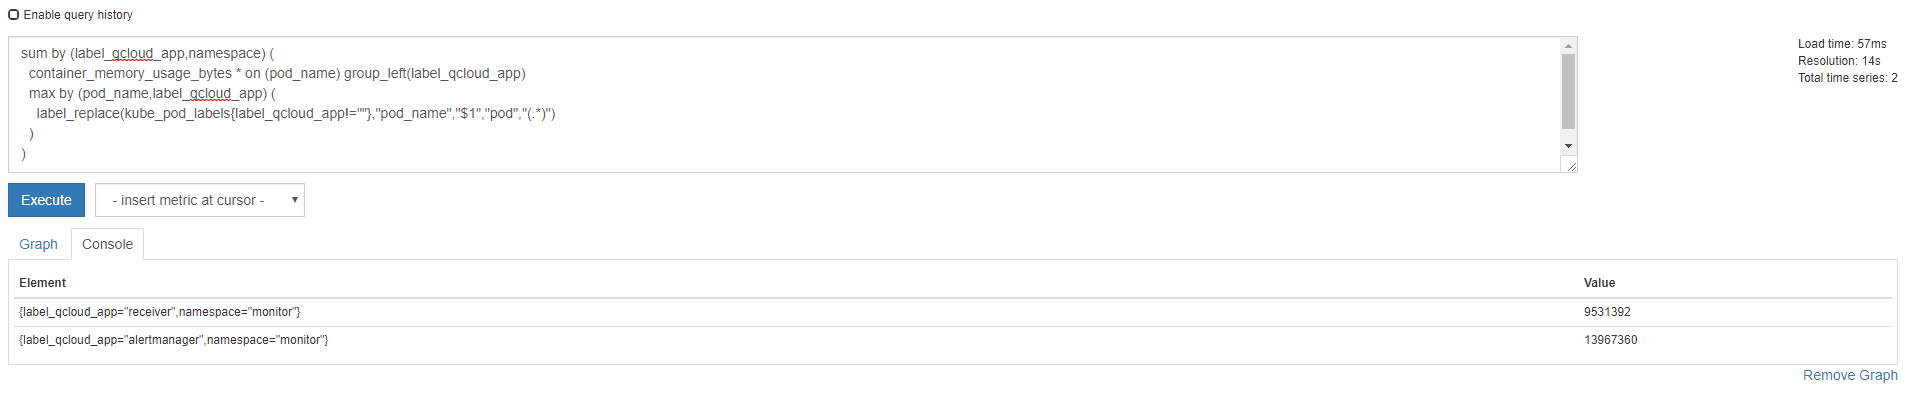 Enable query history
sum by (label_qcloud_app,namespace) (
container_memory_usage_bytes * on (pod_name) group_left(label_qcloud_app)
max by (pod_name,label_qcloud_app) (
label_replace(kube_pod_labels{label_qcloud_app!=""},"pod_name","$1","pod","(.*)")
)
)
Load time: 57ms
Resolution: 14s
Total time series: 2
Execute
- insert metric at cursor -
Graph
Console
Element Value
{label_qcloud_app="receiver",namespace="monitor"} 9531392
{label_qcloud_app="alertmanager",namespace="monitor"} 13967360
Remove Graph